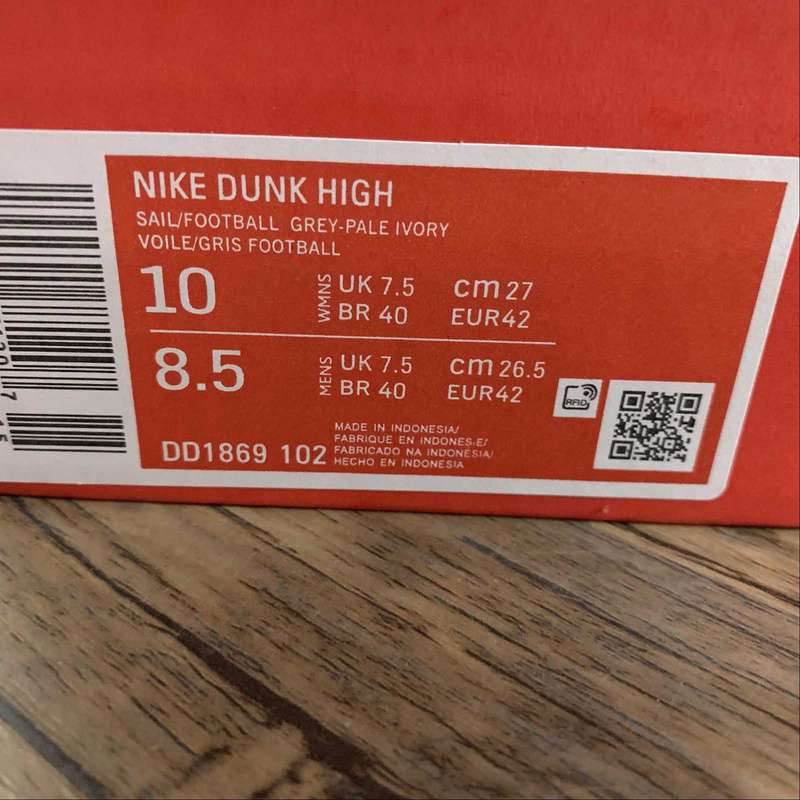 NIKE DUNK HIGH
SAIL/FOOTBALL GREY-PALE IVORY
VOILE/GRIS FOOTBALL
10 WMNS UK 7.5 cm 27
BR 40 EUR42
8.5 MENS UK 7.5 cm 26.5
BR 40 EUR42
RFID
MADE IN INDONESIA/
FABRIQUE EN INDONESIE/
FABRICADO NA INDONESIA/
HECHO EN INDONESIA
DD1869 102